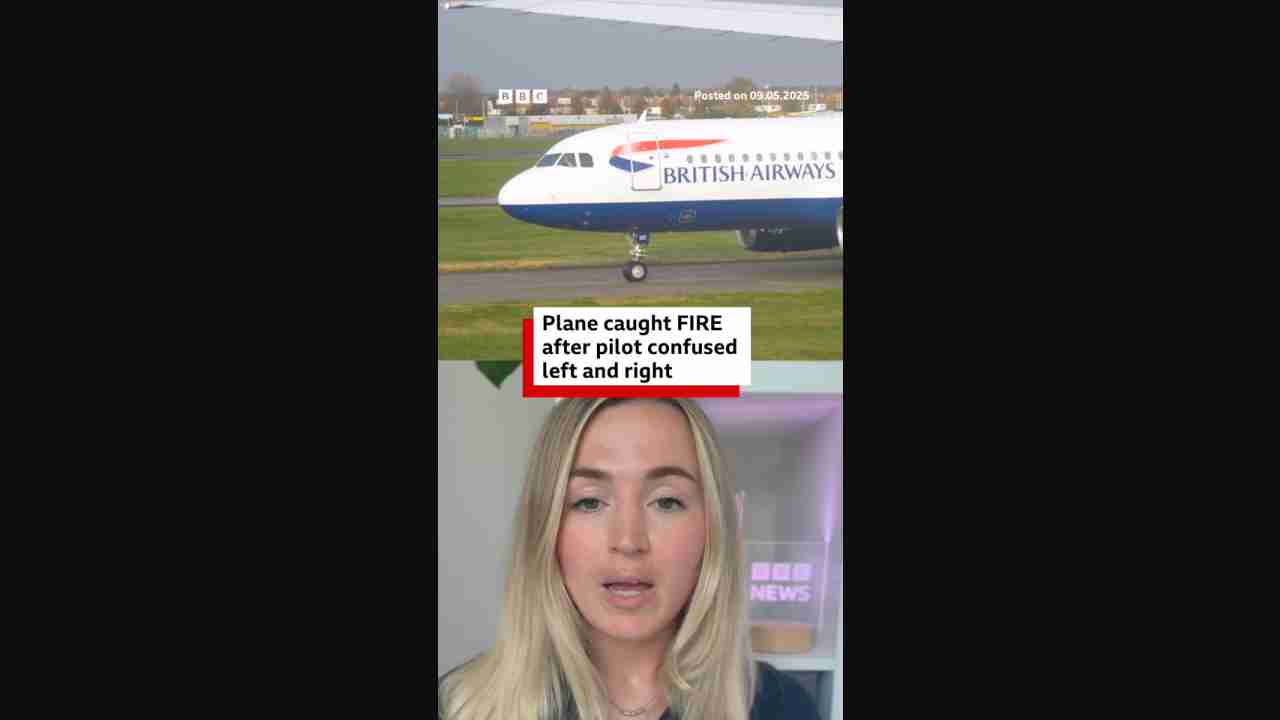 BBC
Posted on 09.05.2025
BRITISH AIRWAYS
Plane caught FIRE
after pilot confused
left and right
BBC
NEWS